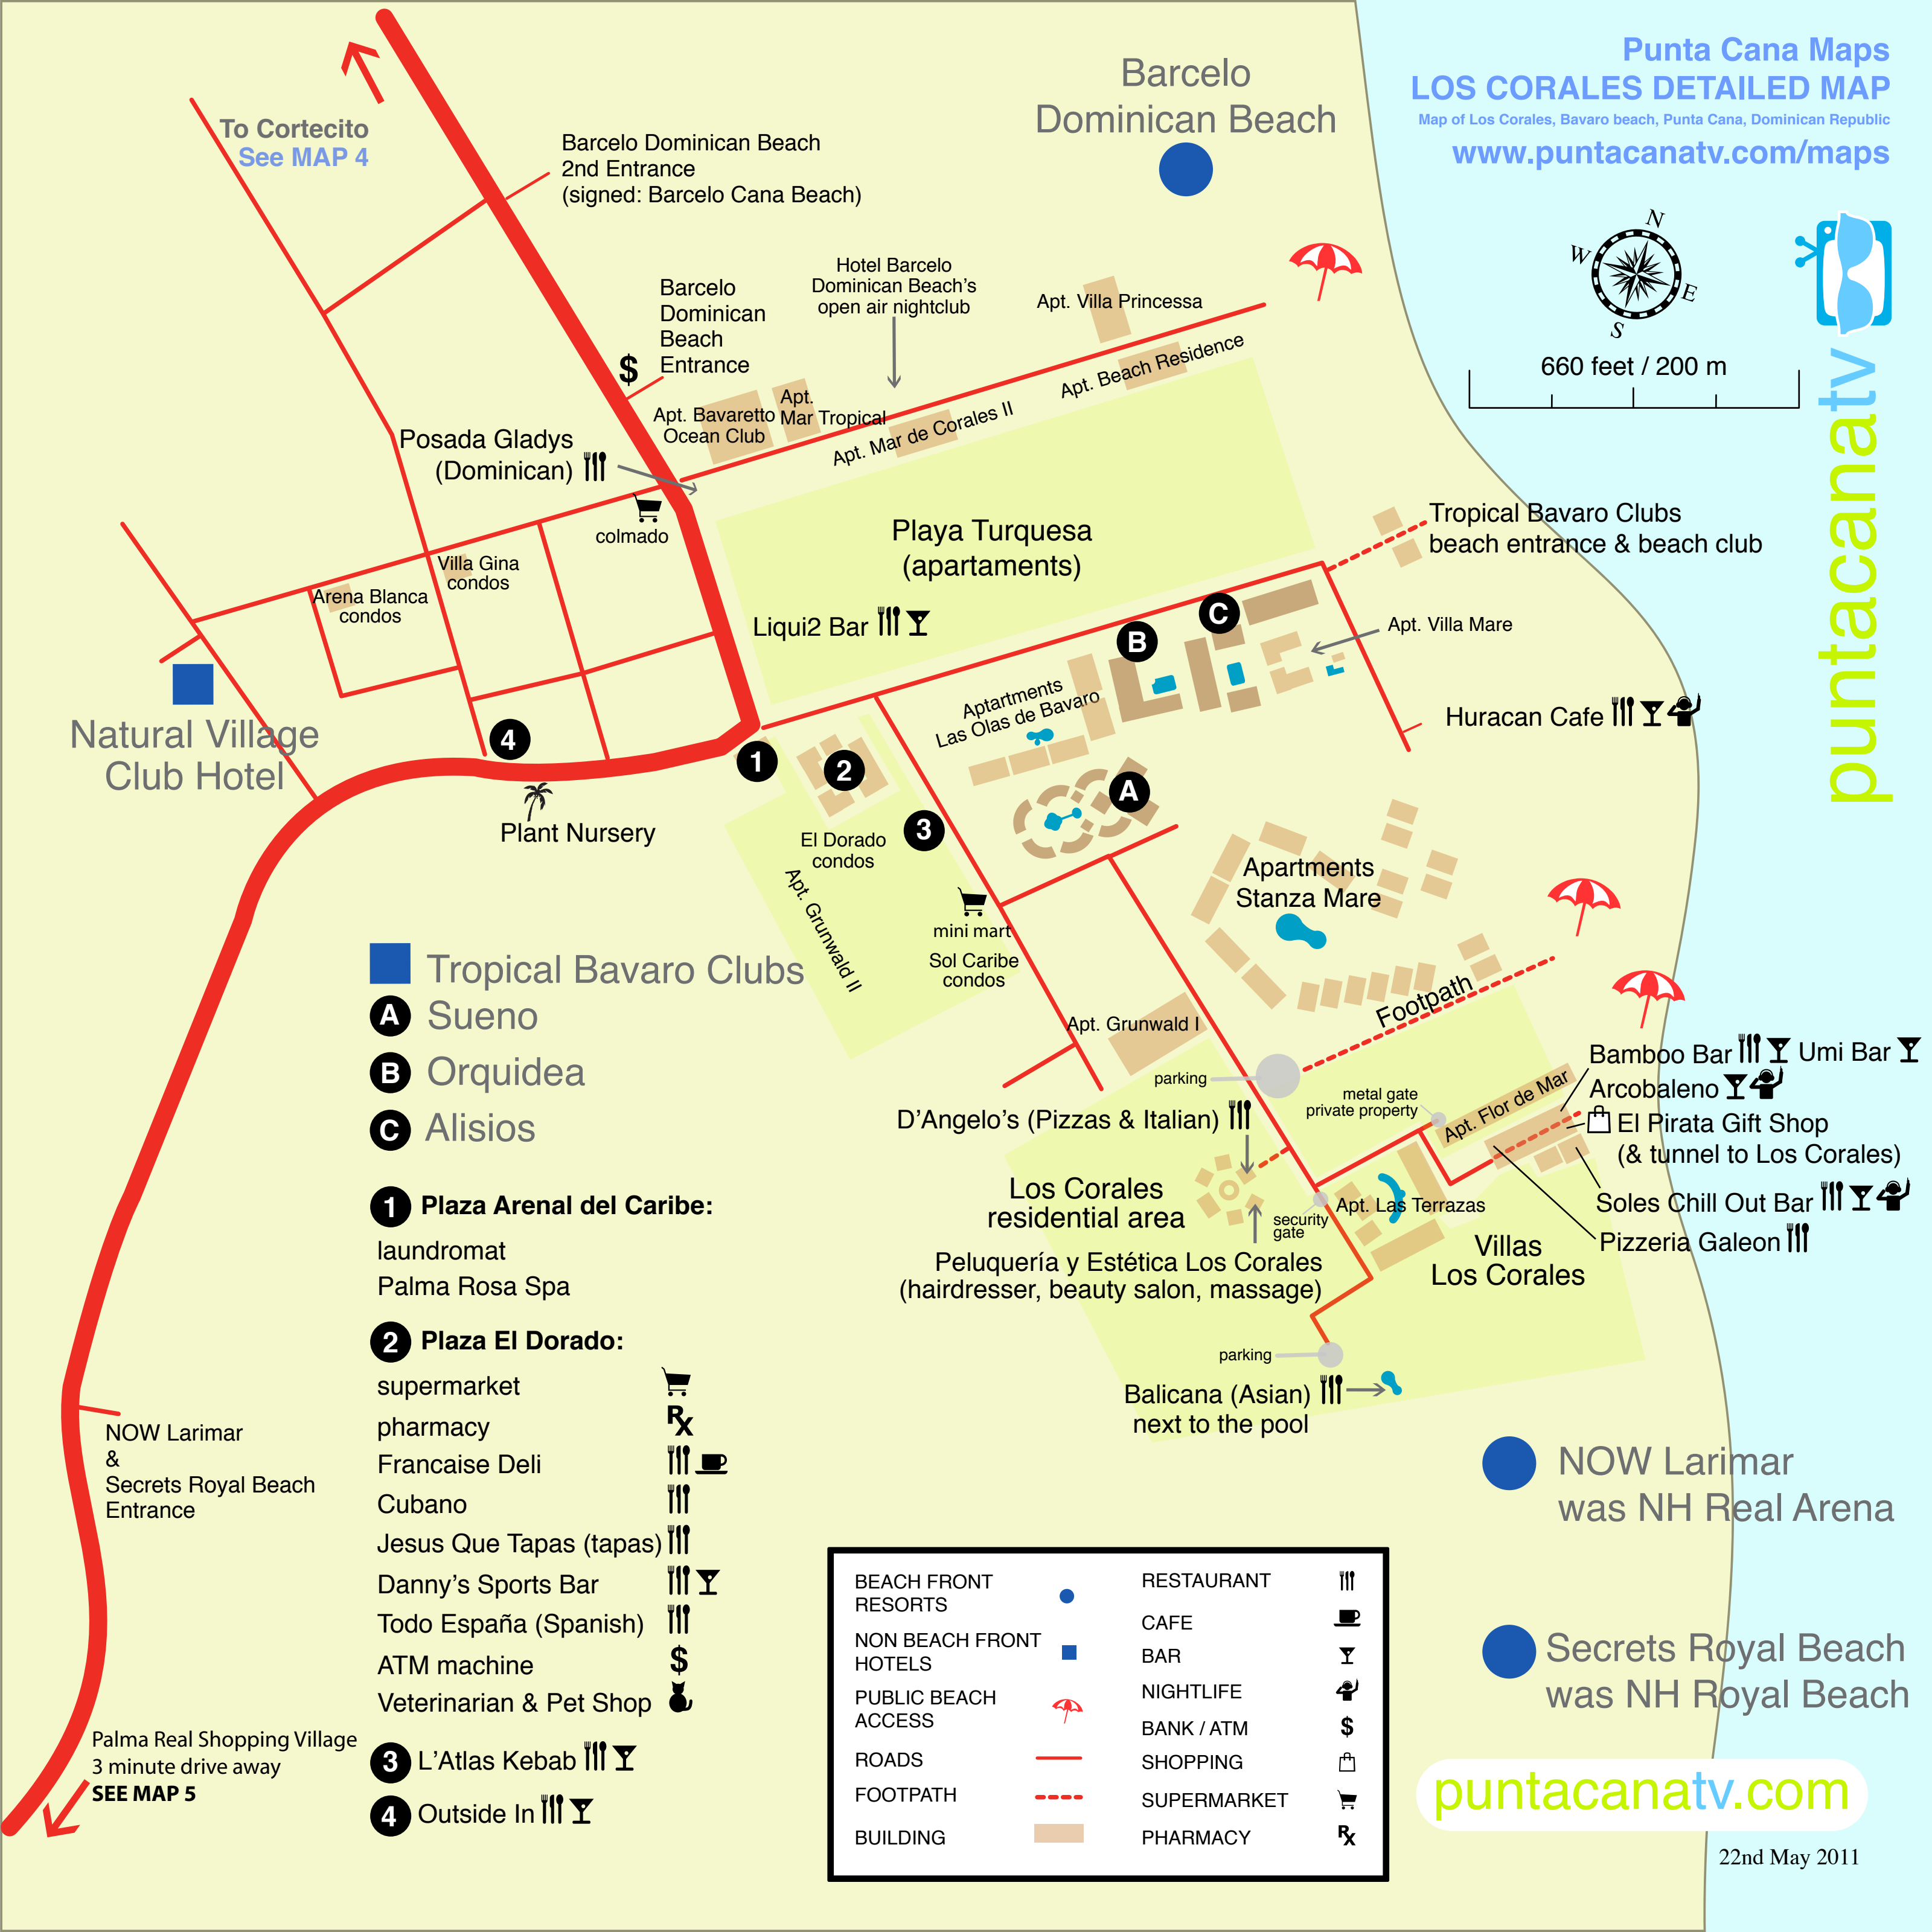 Punta Cana Maps
LOS CORALES DETAILED MAP
Map of Los Corales, Bavaro beach, Punta Cana, Dominican Republic
www.puntacanatv.com/maps
N
W
E
S
660 feet / 200 m
puntacanatv
To Cortecito
See MAP 4
Barcelo
Dominican Beach
Barcelo Dominican Beach
2nd Entrance
(signed: Barcelo Cana Beach)
Barcelo
Dominican
Beach
Entrance
$
Hotel Barcelo
Dominican Beach's
open air nightclub
Apt. Villa Princessa
Apt. Beach Residence
Apt. Bavaretto
Ocean Club
Apt.
Mar Tropical
Apt. Mar de Corales II
Posada Gladys
(Dominican)
colmado
Playa Turquesa
(apartaments)
Liqui2 Bar
Tropical Bavaro Clubs
beach entrance & beach club
Villa Gina
condos
Arena Blanca
condos
C
B
Apt. Villa Mare
Aptartments
Las Olas de Bavaro
Huracan Cafe
Natural Village
Club Hotel
4
1
2
3
A
Plant Nursery
El Dorado
condos
Apt. Grunwald II
mini mart
Sol Caribe
condos
Apartments
Stanza Mare
Footpath
Apt. Grunwald I
parking
metal gate
private property
Apt. Flor de Mar
Bamboo Bar
Umi Bar
Arcobaleno
El Pirata Gift Shop
(& tunnel to Los Corales)
Soles Chill Out Bar
Pizzeria Galeon
D'Angelo's (Pizzas & Italian)
Los Corales
residential area
security
gate
Apt. Las Terrazas
Villas
Los Corales
Peluquería y Estética Los Corales
(hairdresser, beauty salon, massage)
parking
Balicana (Asian)
next to the pool
NOW Larimar
was NH Real Arena
Secrets Royal Beach
was NH Royal Beach
Tropical Bavaro Clubs
A Sueno
B Orquidea
C Alisios
1 Plaza Arenal del Caribe:
laundromat
Palma Rosa Spa
2 Plaza El Dorado:
supermarket
pharmacy Rx
Francaise Deli
Cubano
Jesus Que Tapas (tapas)
Danny's Sports Bar
Todo España (Spanish)
ATM machine $
Veterinarian & Pet Shop
3 L'Atlas Kebab
4 Outside In
NOW Larimar
&
Secrets Royal Beach
Entrance
Palma Real Shopping Village
3 minute drive away
SEE MAP 5
BEACH FRONT
RESORTS
NON BEACH FRONT
HOTELS
PUBLIC BEACH
ACCESS
ROADS
FOOTPATH
BUILDING
RESTAURANT
CAFE
BAR
NIGHTLIFE
BANK / ATM $
SHOPPING
SUPERMARKET
PHARMACY Rx
puntacanatv.com
22nd May 2011